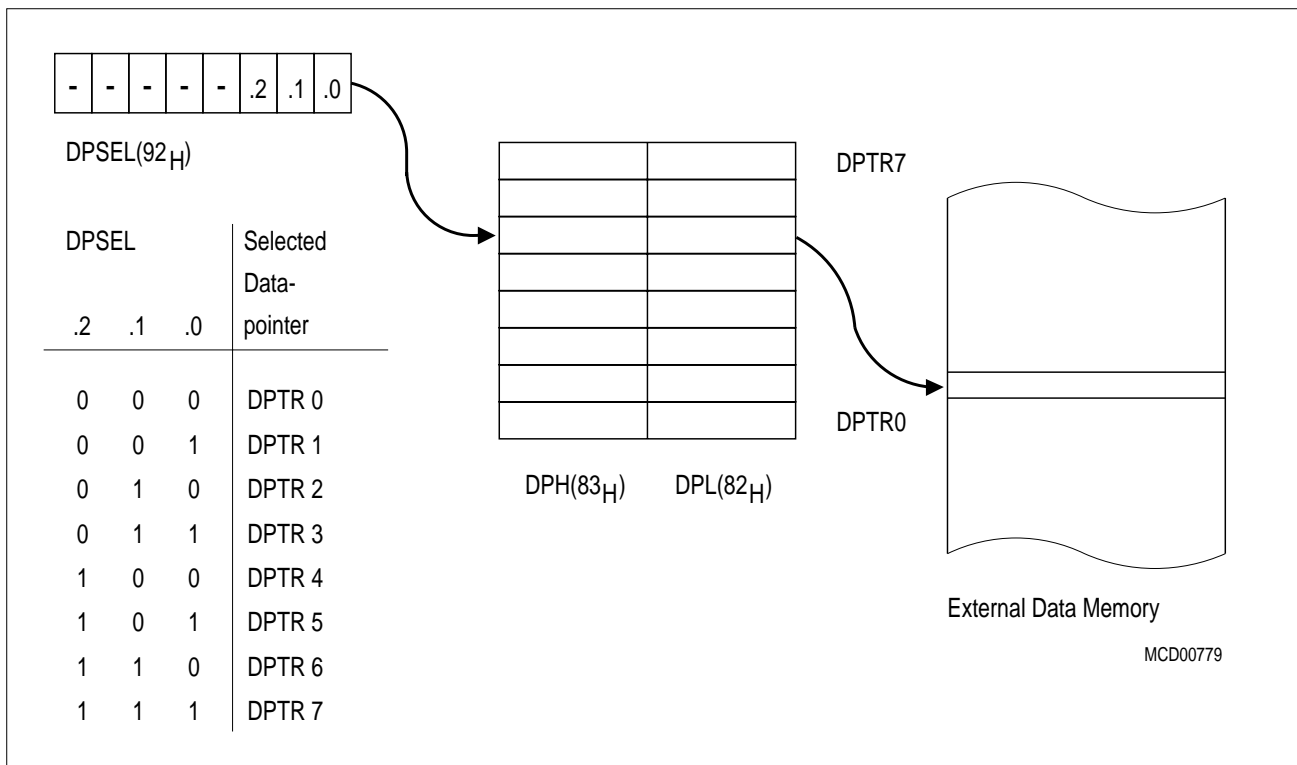 - - - - - .2 .1 .0
DPSEL(92H)
DPSEL Selected
Data-
.2 .1 .0 pointer
0 0 0 DPTR 0
0 0 1 DPTR 1
0 1 0 DPTR 2
0 1 1 DPTR 3
1 0 0 DPTR 4
1 0 1 DPTR 5
1 1 0 DPTR 6
1 1 1 DPTR 7
DPTR7
DPTR0
DPH(83H) DPL(82H)
External Data Memory
MCD00779